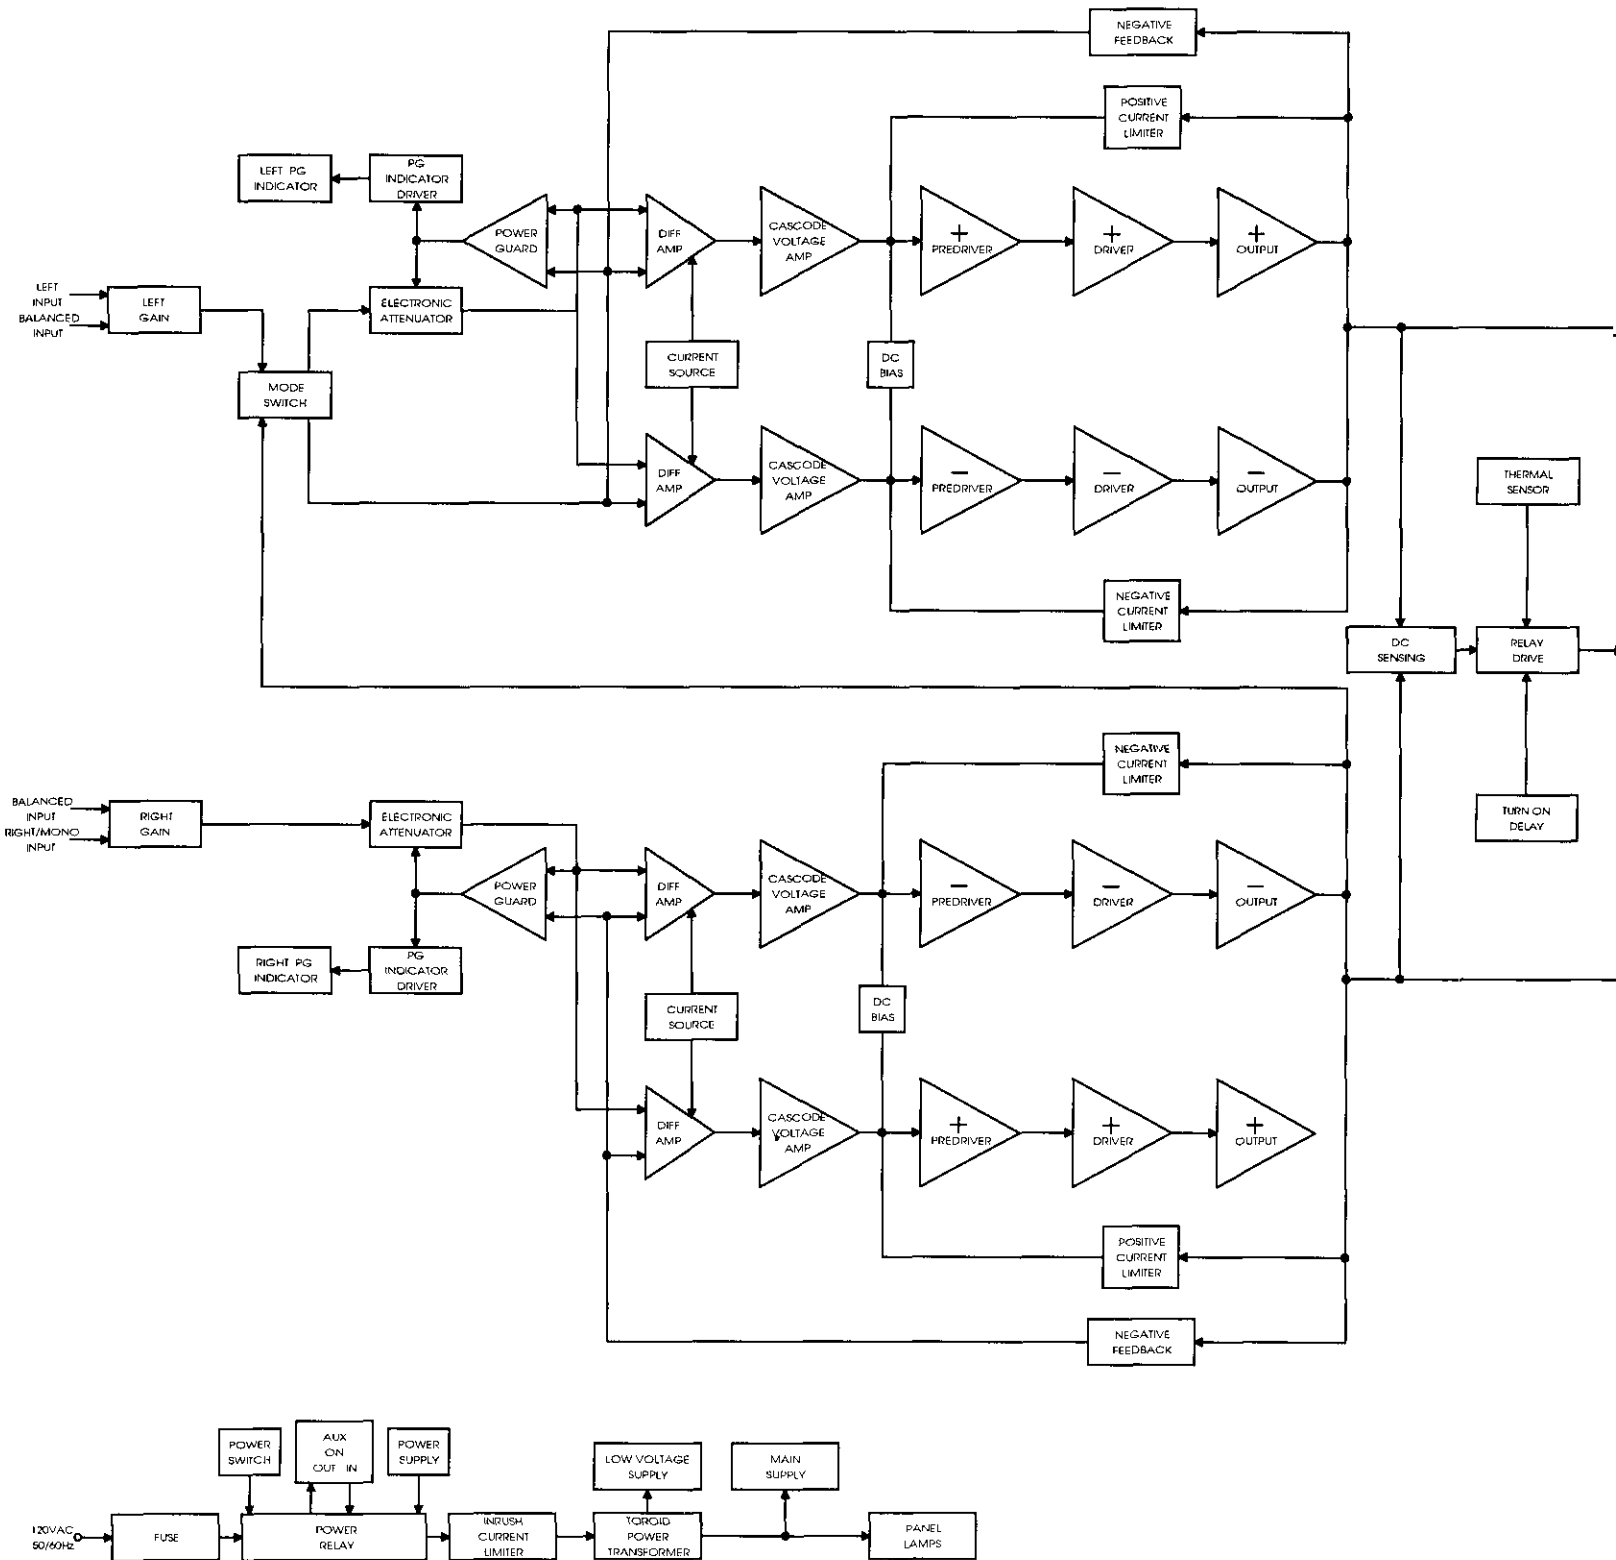 NEGATIVE
FEEDBACK
POSITIVE
CURRENT
LIMITER
LEFT PG
INDICATOR
PG
INDICATOR
DRIVER
POWER
GUARD
DIFF
AMP
CASCODE
VOLTAGE
AMP
+
PREDRIVER
+
DRIVER
+
OUTPUT
LEFT
INPUT
BALANCED
INPUT
LEFT
GAIN
ELECTRONIC
ATTENUATOR
MODE
SWITCH
CURRENT
SOURCE
DC
BIAS
DIFF
AMP
CASCODE
VOLTAGE
AMP
−
PREDRIVER
−
DRIVER
−
OUTPUT
THERMAL
SENSOR
NEGATIVE
CURRENT
LIMITER
DC
SENSING
RELAY
DRIVE
NEGATIVE
CURRENT
LIMITER
BALANCED
INPUT
RIGHT/MONO
INPUT
RIGHT
GAIN
ELECTRONIC
ATTENUATOR
TURN ON
DELAY
POWER
GUARD
DIFF
AMP
CASCODE
VOLTAGE
AMP
−
PREDRIVER
−
DRIVER
−
OUTPUT
RIGHT PG
INDICATOR
PG
INDICATOR
DRIVER
CURRENT
SOURCE
DC
BIAS
DIFF
AMP
CASCODE
VOLTAGE
AMP
+
PREDRIVER
+
DRIVER
+
OUTPUT
POSITIVE
CURRENT
LIMITER
NEGATIVE
FEEDBACK
POWER
SWITCH
AUX
ON
OUT IN
POWER
SUPPLY
LOW VOLTAGE
SUPPLY
MAIN
SUPPLY
120VAC
50/60Hz
FUSE
POWER
RELAY
INRUSH
CURRENT
LIMITER
TOROID
POWER
TRANSFORMER
PANEL
LAMPS